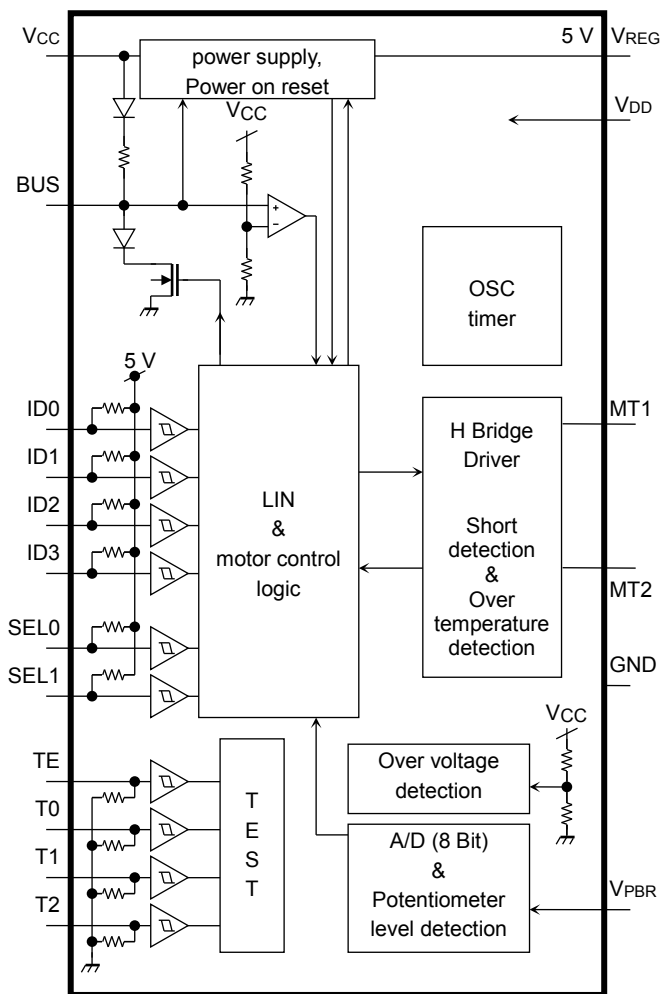 VCC
power supply,
Power on reset
5 V
VREG
VCC
VDD
BUS
+
−
OSC
timer
5 V
ID0
ID1
ID2
ID3
SEL0
SEL1
LIN
&
motor control
logic
H Bridge
Driver
Short
detection
&
Over
temperature
detection
MT1
MT2
GND
VCC
TE
T0
T1
T2
T
E
S
T
Over voltage
detection
A/D (8 Bit)
&
Potentiometer
level detection
VPBR